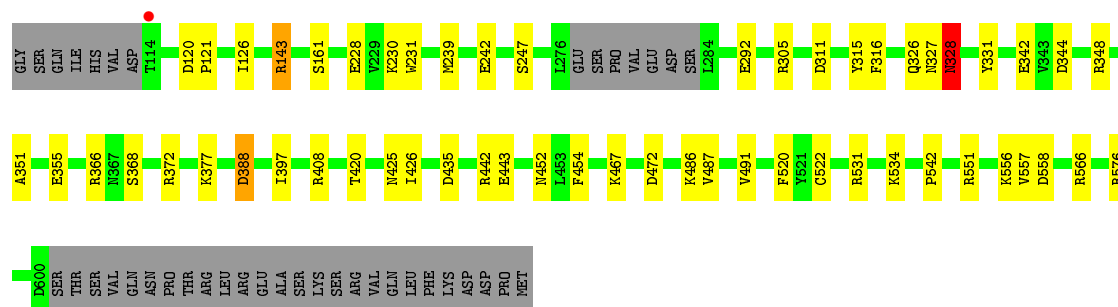 GLY SER GLN ILE HIS VAL ASP T114 D120 P121 I126 R143 S161 E228 V229 K230 W231 M239 E242 S247 L276 GLU SER PRO VAL GLU ASP SER L284 E292 R305 D311 Y315 F316 Q326 N327 N328 Y331 E342 V343 D344 R348
A351 E355 R366 N367 S368 R372 K377 D388 I397 R408 T420 N425 I426 D435 R442 E443 N452 L453 F454 K467 D472 K486 V487 V491 F520 Y521 C522 R531 K534 P542 R551 K556 V557 D558 R566 R576
D600 SER THR SER VAL GLN ASN PRO THR ARG LEU ARG GLU ALA SER LYS SER ARG VAL GLN LEU PHE LYS ASP ASP PRO MET